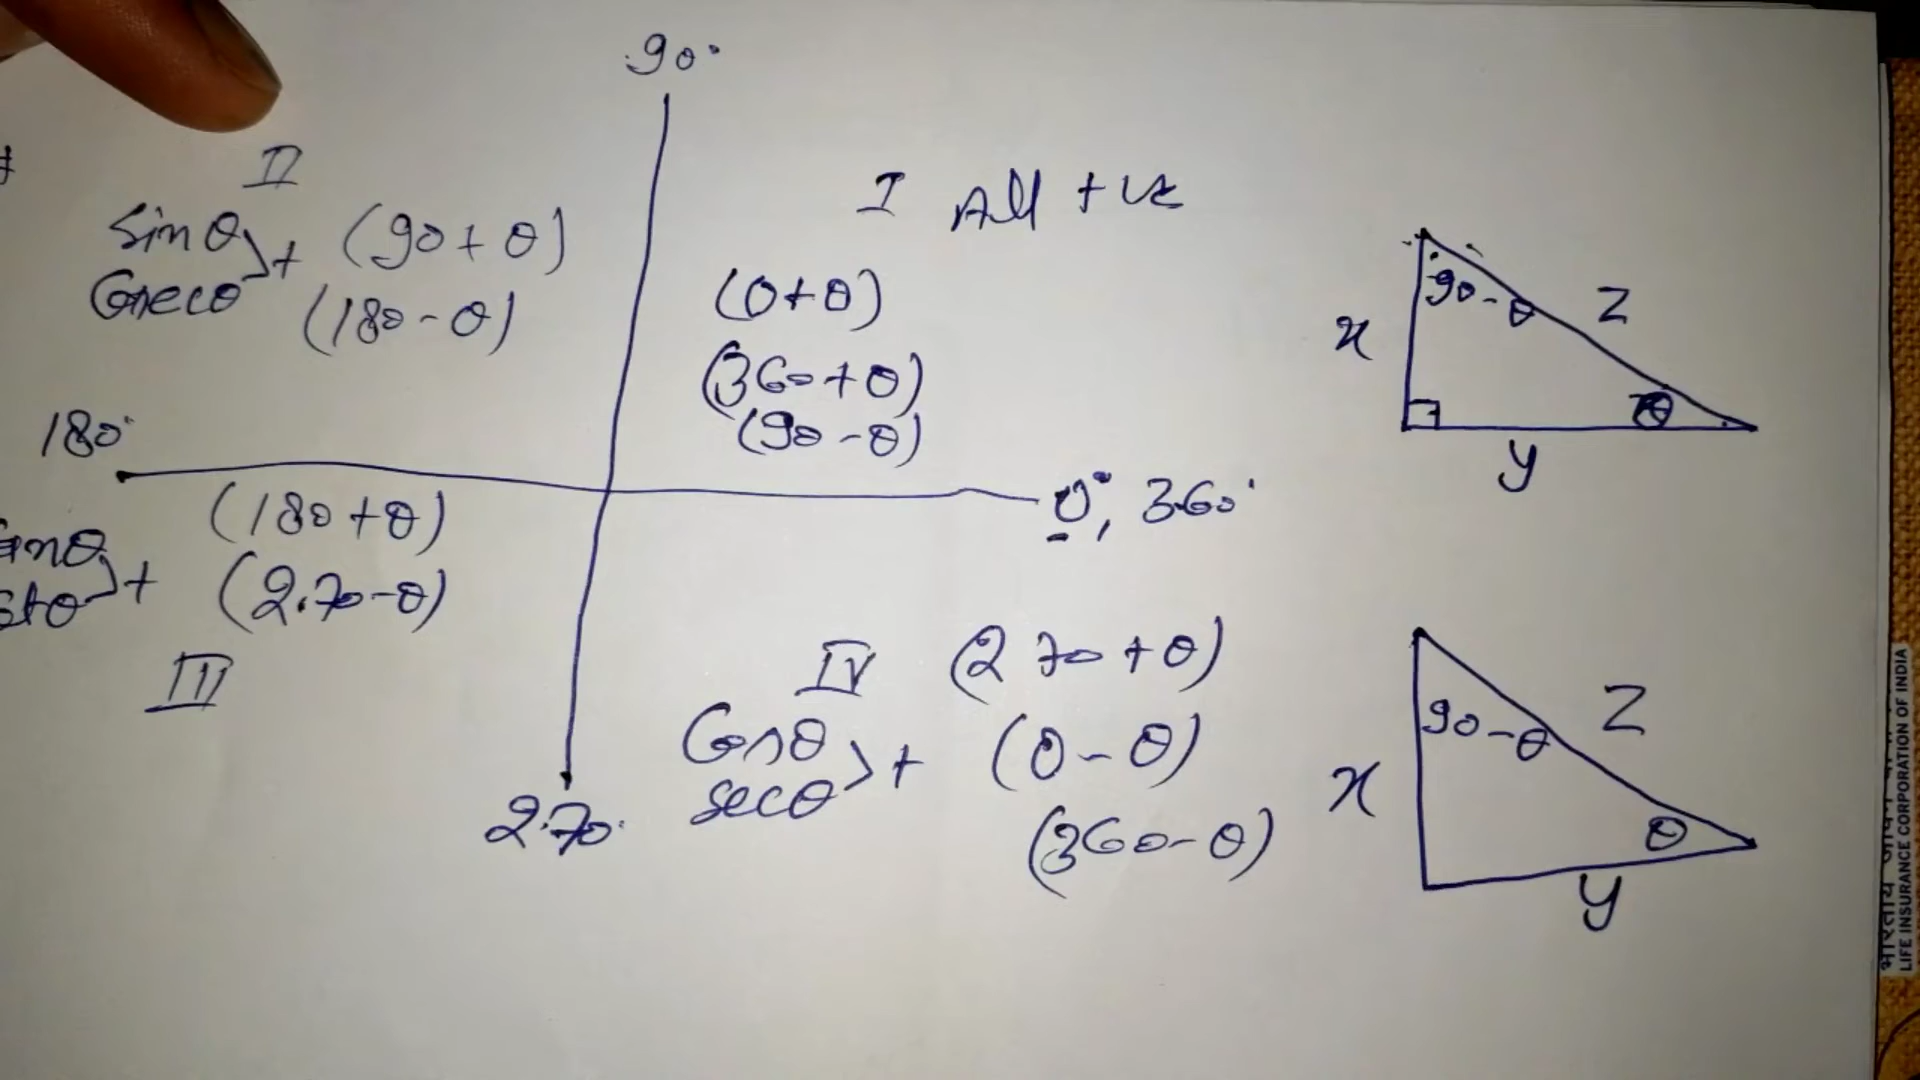 90°
II
I All +ve
sinθ
cosecθ
+
(90+θ)
(180-θ)
(0+θ)
(360+θ)
(90-θ)
180°
0°, 360°
(180+θ)
+
(270-θ)
III
270°
IV
(270+θ)
cosθ
secθ
+
(0-θ)
(360-θ)
90-θ
x
z
θ
y
90-θ
x
z
θ
y
LIFE INSURANCE CORPORATION OF INDIA